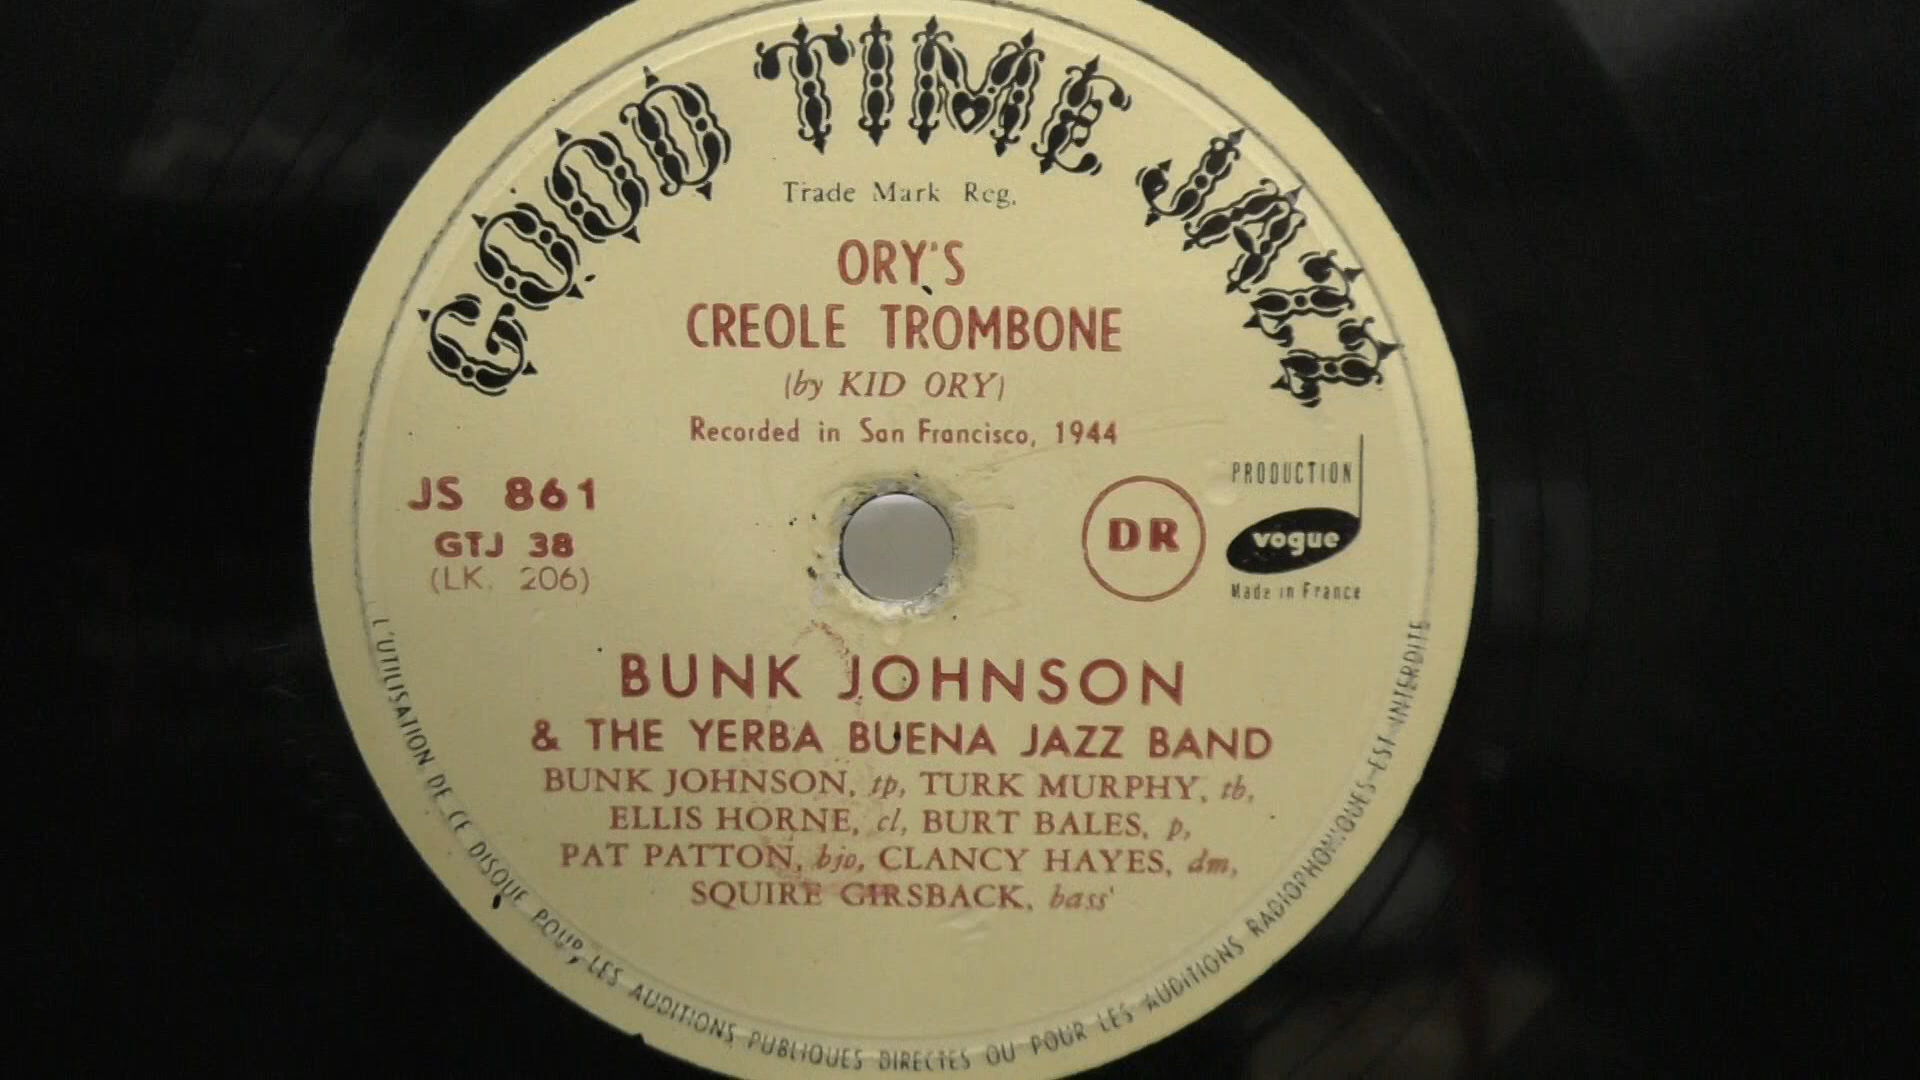 GOOD TIME JAZZ
Trade Mark Reg.
ORY'S
CREOLE TROMBONE
(by KID ORY)
Recorded in San Francisco, 1944
JS 861
GTJ 38
(LK. 206)
DR
PRODUCTION
vogue
Made in France
BUNK JOHNSON
& THE YERBA BUENA JAZZ BAND
BUNK JOHNSON, tp, TURK MURPHY, tb,
ELLIS HORNE, cl, BURT BALES, p,
PAT PATTON, bjo, CLANCY HAYES, dm,
SQUIRE GIRSBACK, bass
L'UTILISATION DE CE DISQUE POUR LES AUDITIONS PUBLIQUES DIRECTES OU POUR LES AUDITIONS RADIOPHONIQUES EST INTERDITE